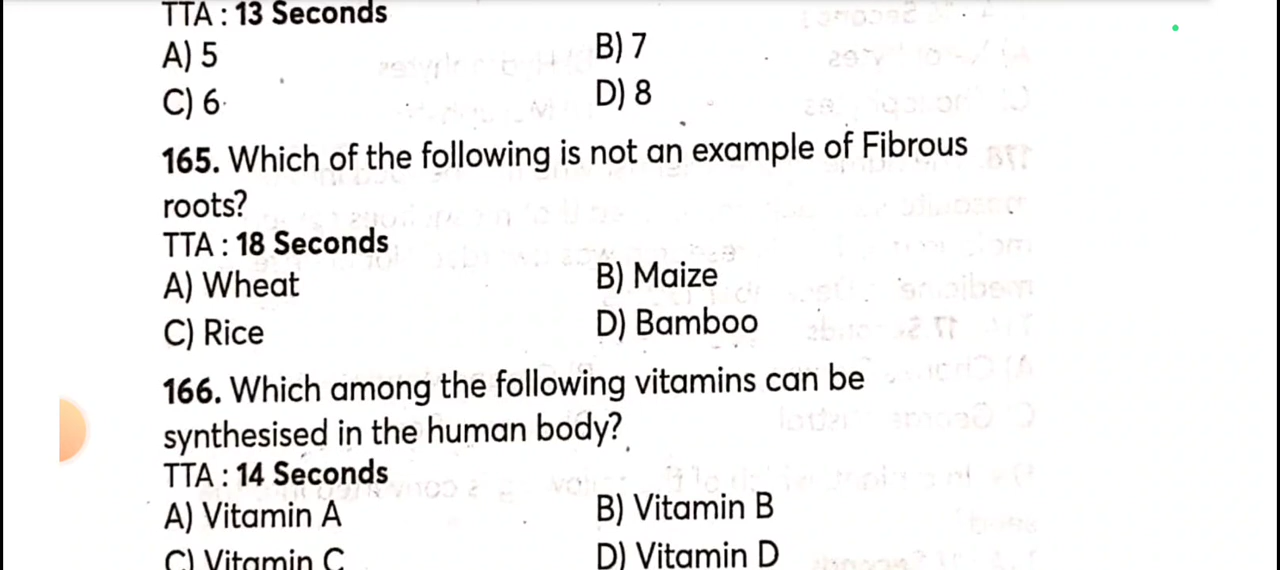 TTA : 13 Seconds
A) 5 B) 7
C) 6 D) 8
165. Which of the following is not an example of Fibrous
roots?
TTA : 18 Seconds
A) Wheat B) Maize
C) Rice D) Bamboo
166. Which among the following vitamins can be
synthesised in the human body?
TTA : 14 Seconds
A) Vitamin A B) Vitamin B
C) Vitamin C D) Vitamin D